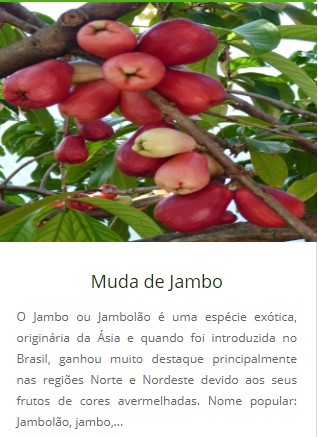 Muda de Jambo
O Jambo ou Jambolão é uma espécie exótica,
originária da Ásia e quando foi introduzida no
Brasil, ganhou muito destaque principalmente
nas regiões Norte e Nordeste devido aos seus
frutos de cores avermelhadas. Nome popular:
Jambolão, jambo,...